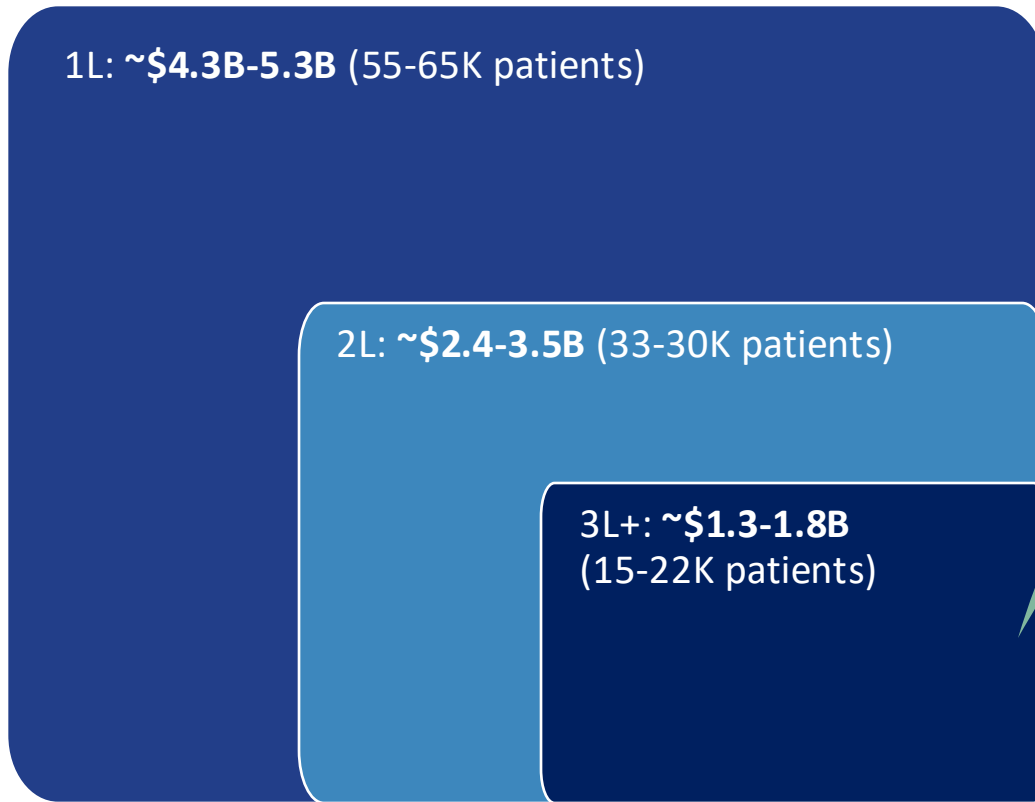 1L: ~$4.3B-5.3B (55-65K patients)
2L: ~$2.4-3.5B (33-30K patients)
3L+: ~$1.3-1.8B
(15-22K patients)